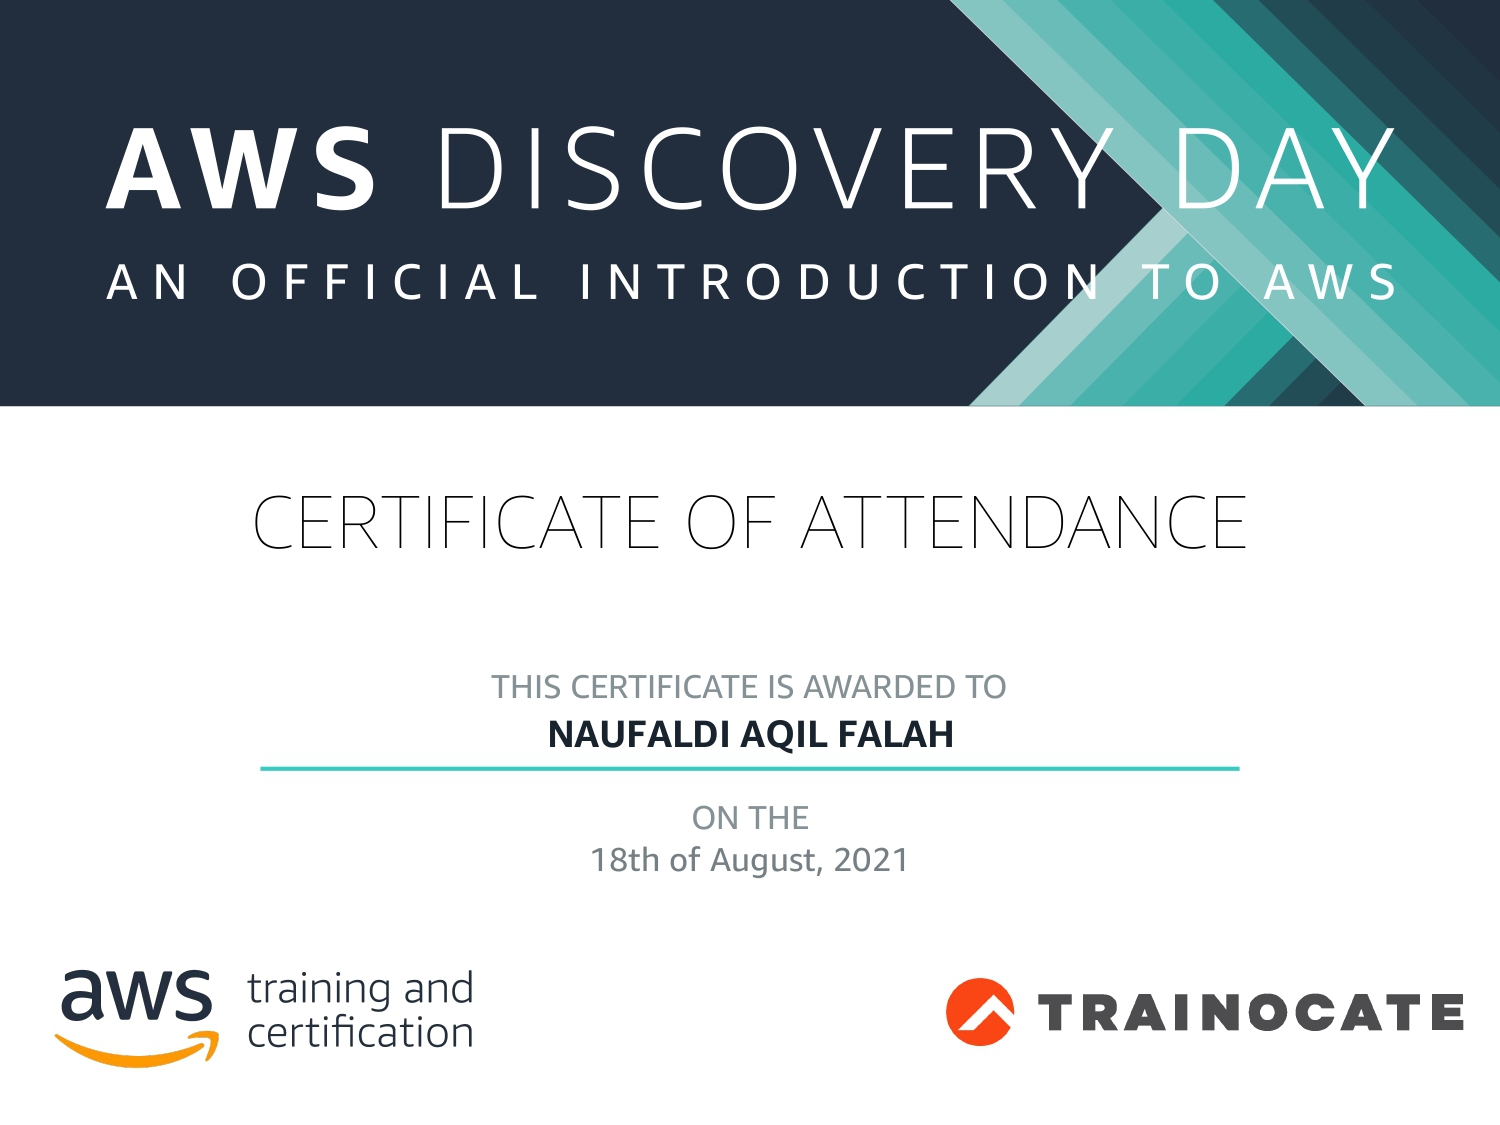 AWS DISCOVERY DAY
AN OFFICIAL INTRODUCTION TO AWS
CERTIFICATE OF ATTENDANCE
THIS CERTIFICATE IS AWARDED TO
NAUFALDI AQIL FALAH
ON THE
18th of August, 2021
aws training and
certification
TRAINOCATE